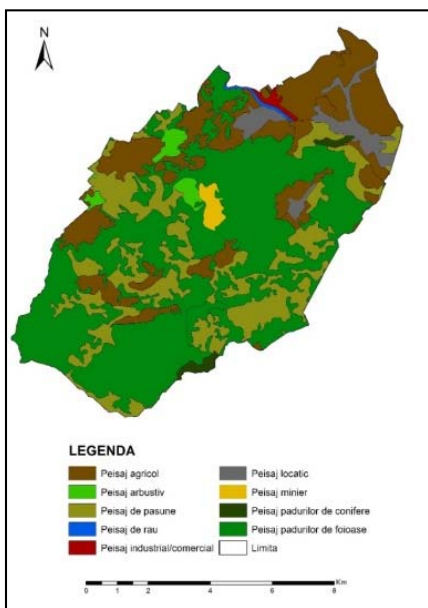 N
LEGENDA
Peisaj agricol
Peisaj arbustiv
Peisaj de pasune
Peisaj de rau
Peisaj industrial/comercial
Peisaj locatic
Peisaj minier
Peisaj padurilor de conifere
Peisaj padurilor de foioase
Limita
0 2 4 6 8 Km